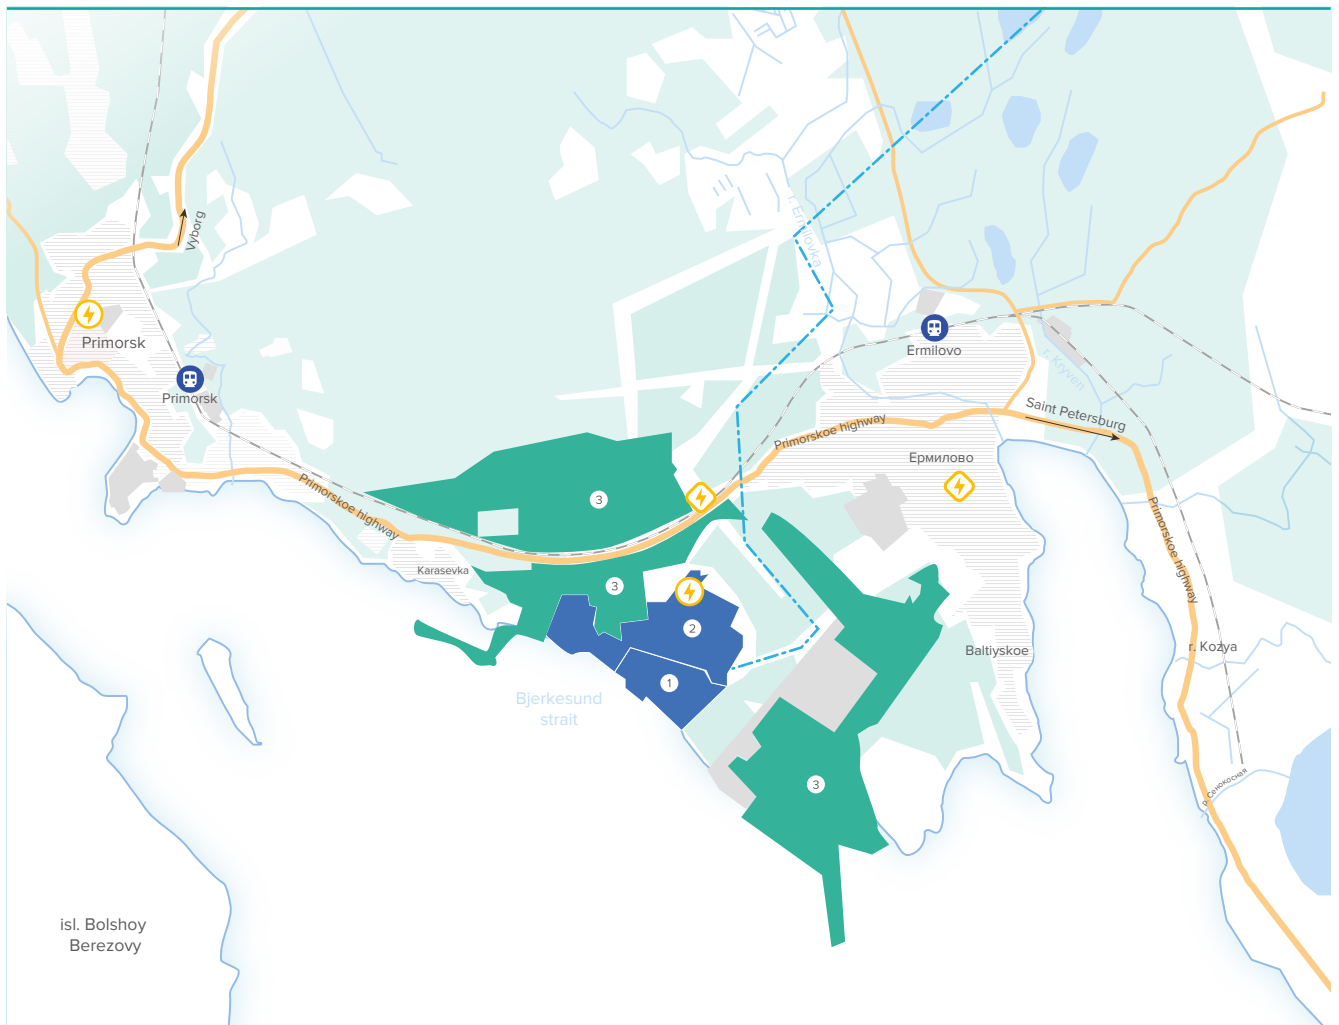 Vyborg
r. Ermilovka
Primorsk
Primorsk
Ermilovo
r. Kryven
Saint Petersburg
Primorskoe highway
Ермилово
Primorskoe highway
3
Primorskoe highway
Karasevka
3
2
1
3
Baltiyskoe
r. Kozya
Bjerkesund
strait
р. Сенокосная
isl. Bolshoy
Berezovy